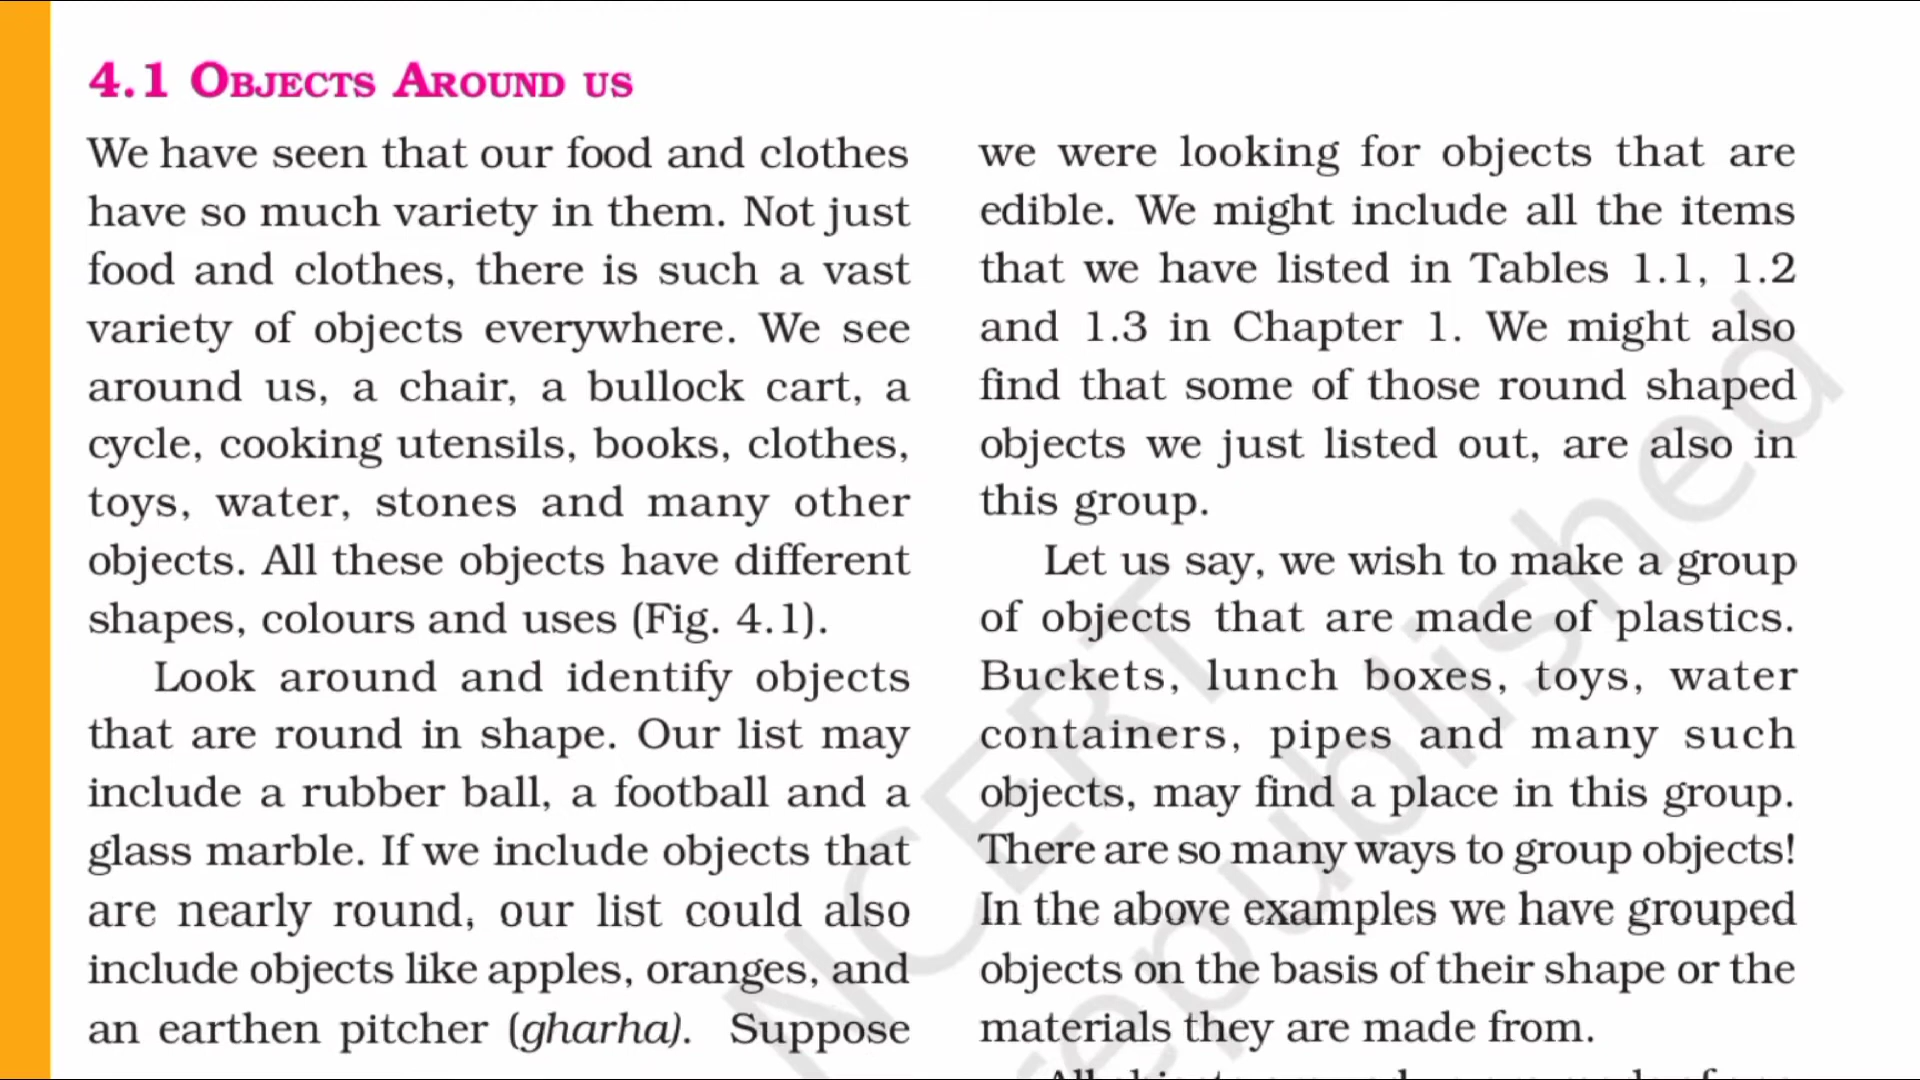 4.1 Objects Around us
We have seen that our food and clothes
have so much variety in them. Not just
food and clothes, there is such a vast
variety of objects everywhere. We see
around us, a chair, a bullock cart, a
cycle, cooking utensils, books, clothes,
toys, water, stones and many other
objects. All these objects have different
shapes, colours and uses (Fig. 4.1).
Look around and identify objects
that are round in shape. Our list may
include a rubber ball, a football and a
glass marble. If we include objects that
are nearly round, our list could also
include objects like apples, oranges, and
an earthen pitcher (gharha). Suppose
we were looking for objects that are
edible. We might include all the items
that we have listed in Tables 1.1, 1.2
and 1.3 in Chapter 1. We might also
find that some of those round shaped
objects we just listed out, are also in
this group.
Let us say, we wish to make a group
of objects that are made of plastics.
Buckets, lunch boxes, toys, water
containers, pipes and many such
objects, may find a place in this group.
There are so many ways to group objects!
In the above examples we have grouped
objects on the basis of their shape or the
materials they are made from.
NCERT
republished